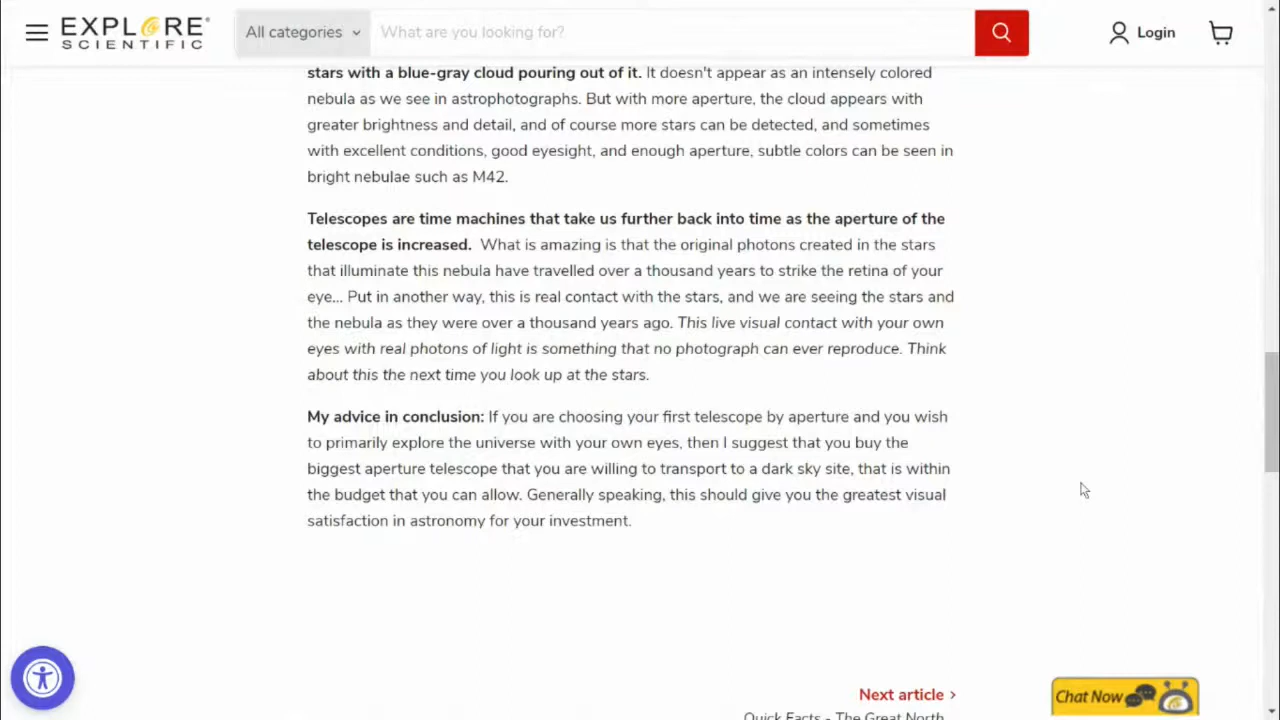 EXPLORE
SCIENTIFIC
All categories
What are you looking for?
Login
stars with a blue-gray cloud pouring out of it. It doesn't appear as an intensely colored
nebula as we see in astrophotographs. But with more aperture, the cloud appears with
greater brightness and detail, and of course more stars can be detected, and sometimes
with excellent conditions, good eyesight, and enough aperture, subtle colors can be seen in
bright nebulae such as M42.
Telescopes are time machines that take us further back into time as the aperture of the
telescope is increased. What is amazing is that the original photons created in the stars
that illuminate this nebula have travelled over a thousand years to strike the retina of your
eye... Put in another way, this is real contact with the stars, and we are seeing the stars and
the nebula as they were over a thousand years ago. This live visual contact with your own
eyes with real photons of light is something that no photograph can ever reproduce. Think
about this the next time you look up at the stars.
My advice in conclusion: If you are choosing your first telescope by aperture and you wish
to primarily explore the universe with your own eyes, then I suggest that you buy the
biggest aperture telescope that you are willing to transport to a dark sky site, that is within
the budget that you can allow. Generally speaking, this should give you the greatest visual
satisfaction in astronomy for your investment.
Next article
Quick Facts - The Great North
Chat Now